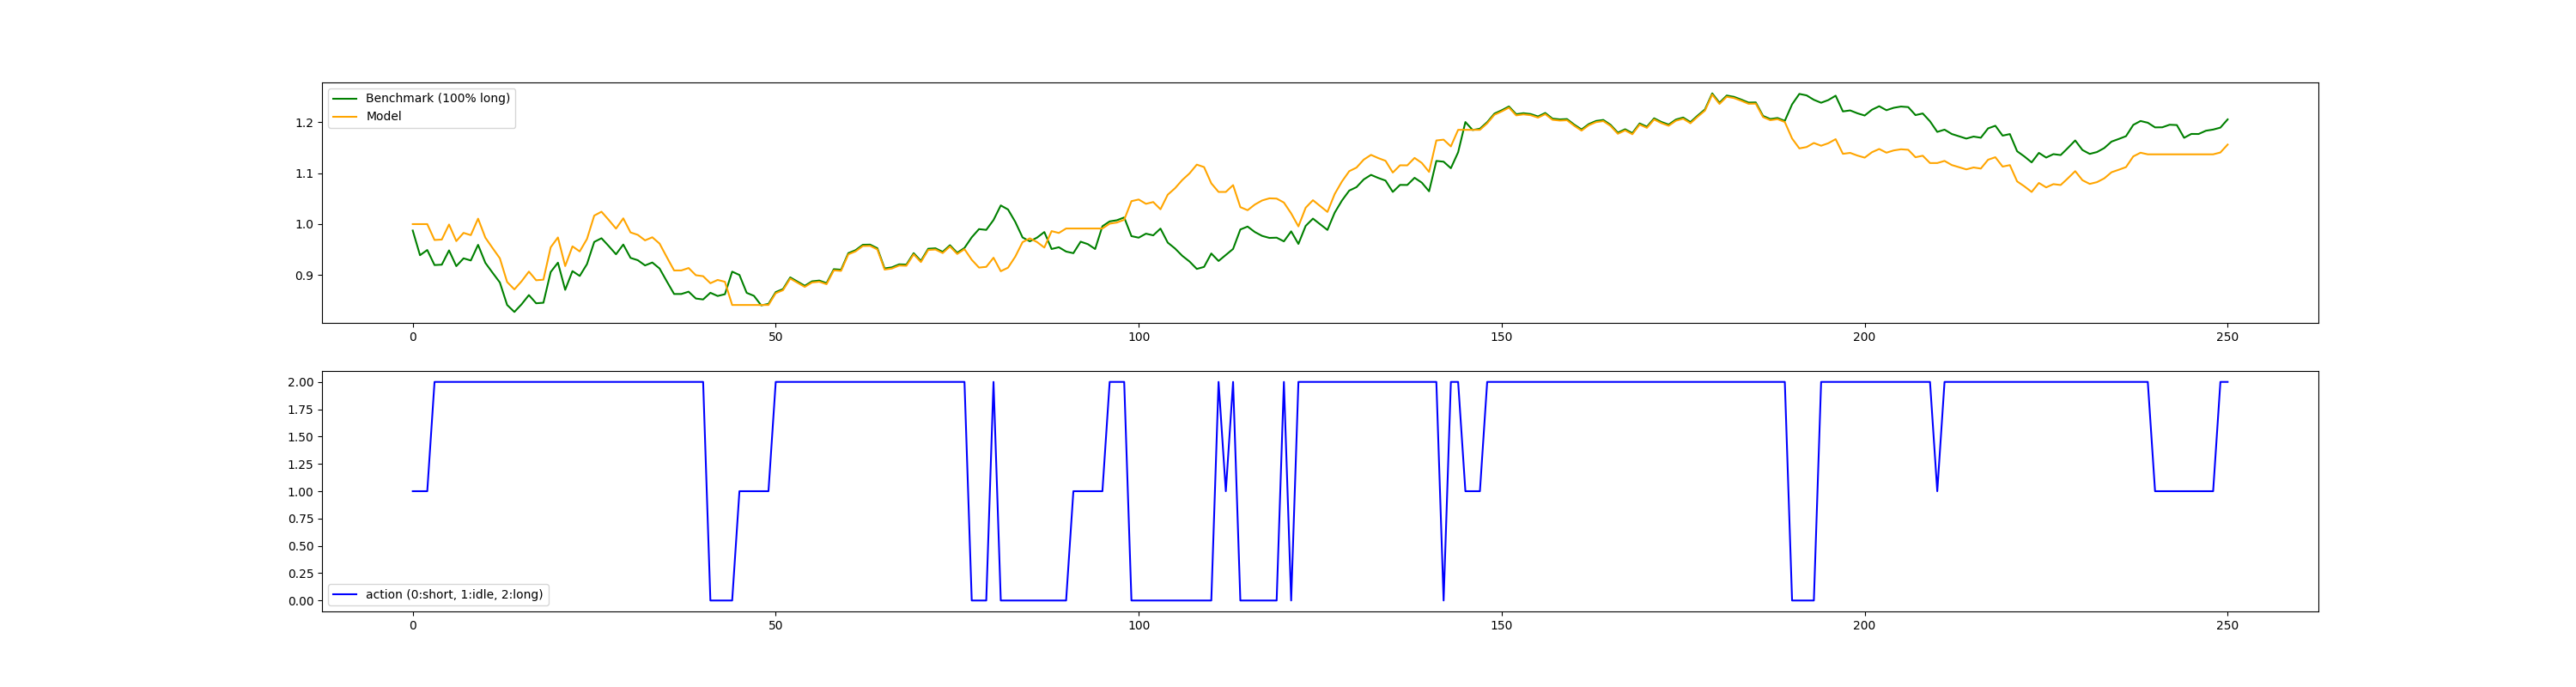 Benchmark (100% long)
Model
1.2
1.1
1.0
0.9
0 50 100 150 200 250
2.00
1.75
1.50
1.25
1.00
0.75
0.50
0.25
0.00
action (0:short, 1:idle, 2:long)
0 50 100 150 200 250